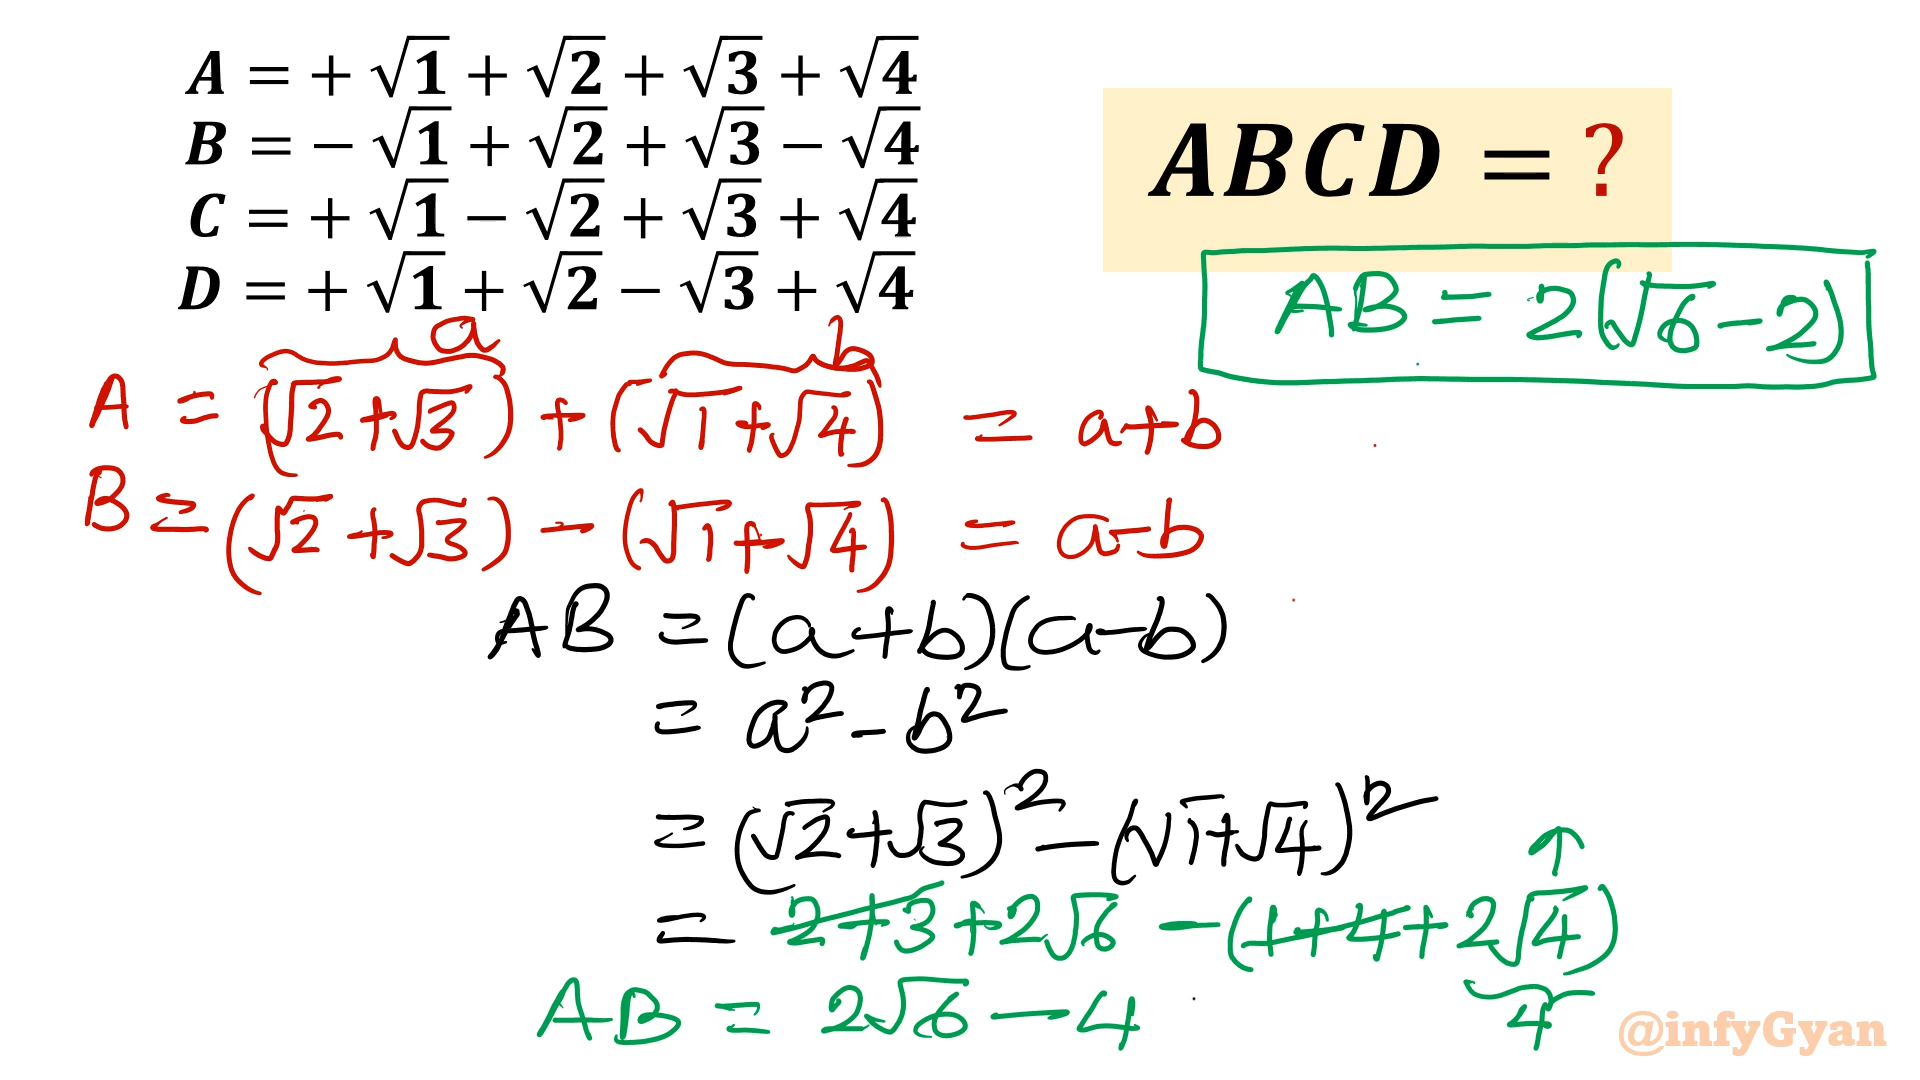 A = + √1 + √2 + √3 + √4
B = − √1 + √2 + √3 − √4
C = + √1 − √2 + √3 + √4
D = + √1 + √2 − √3 + √4
ABCD = ?
AB = 2(√6 − 2)
a b
A = (√2 + √3) + (√1 + √4) = a+b
B = (√2 + √3) − (√1 + √4) = a−b
AB = (a+b)(a−b)
= a² − b²
= (√2 + √3)² − (√1 + √4)²
= 2+3 + 2√6 − (1+4 + 2√4)
4
AB = 2√6 − 4
@infyGyan